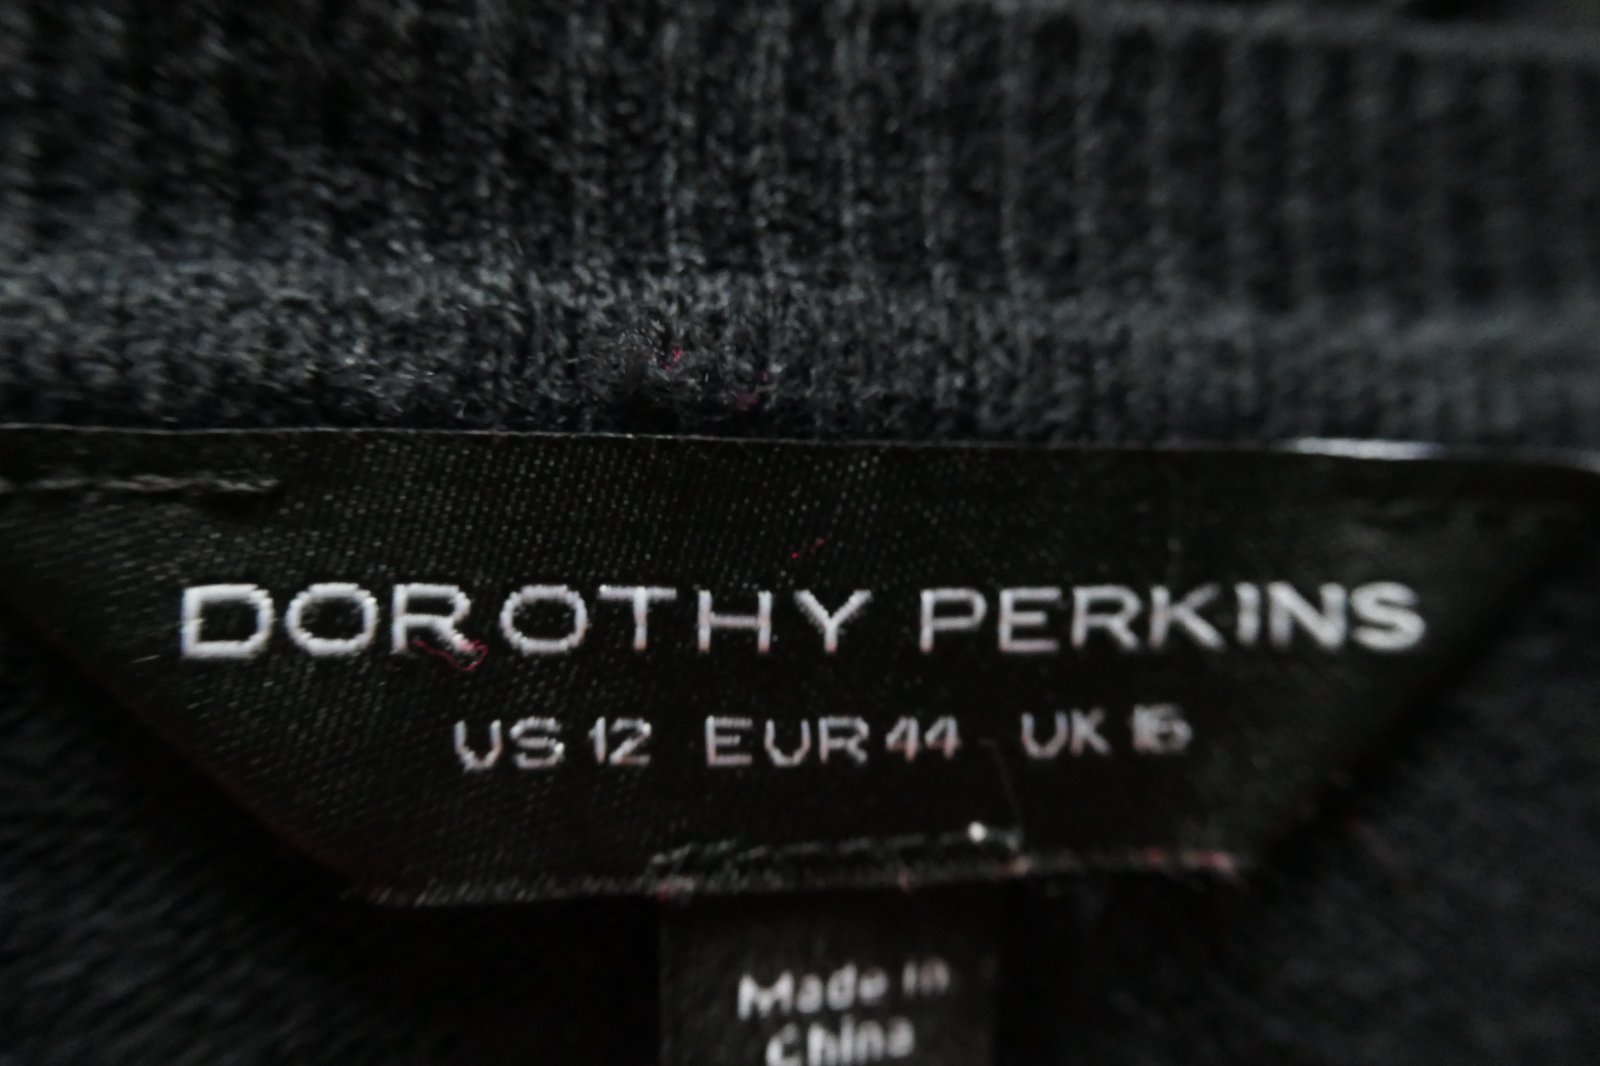 DOROTHY PERKINS
US 12 EUR 44 UK 16
Made in
China